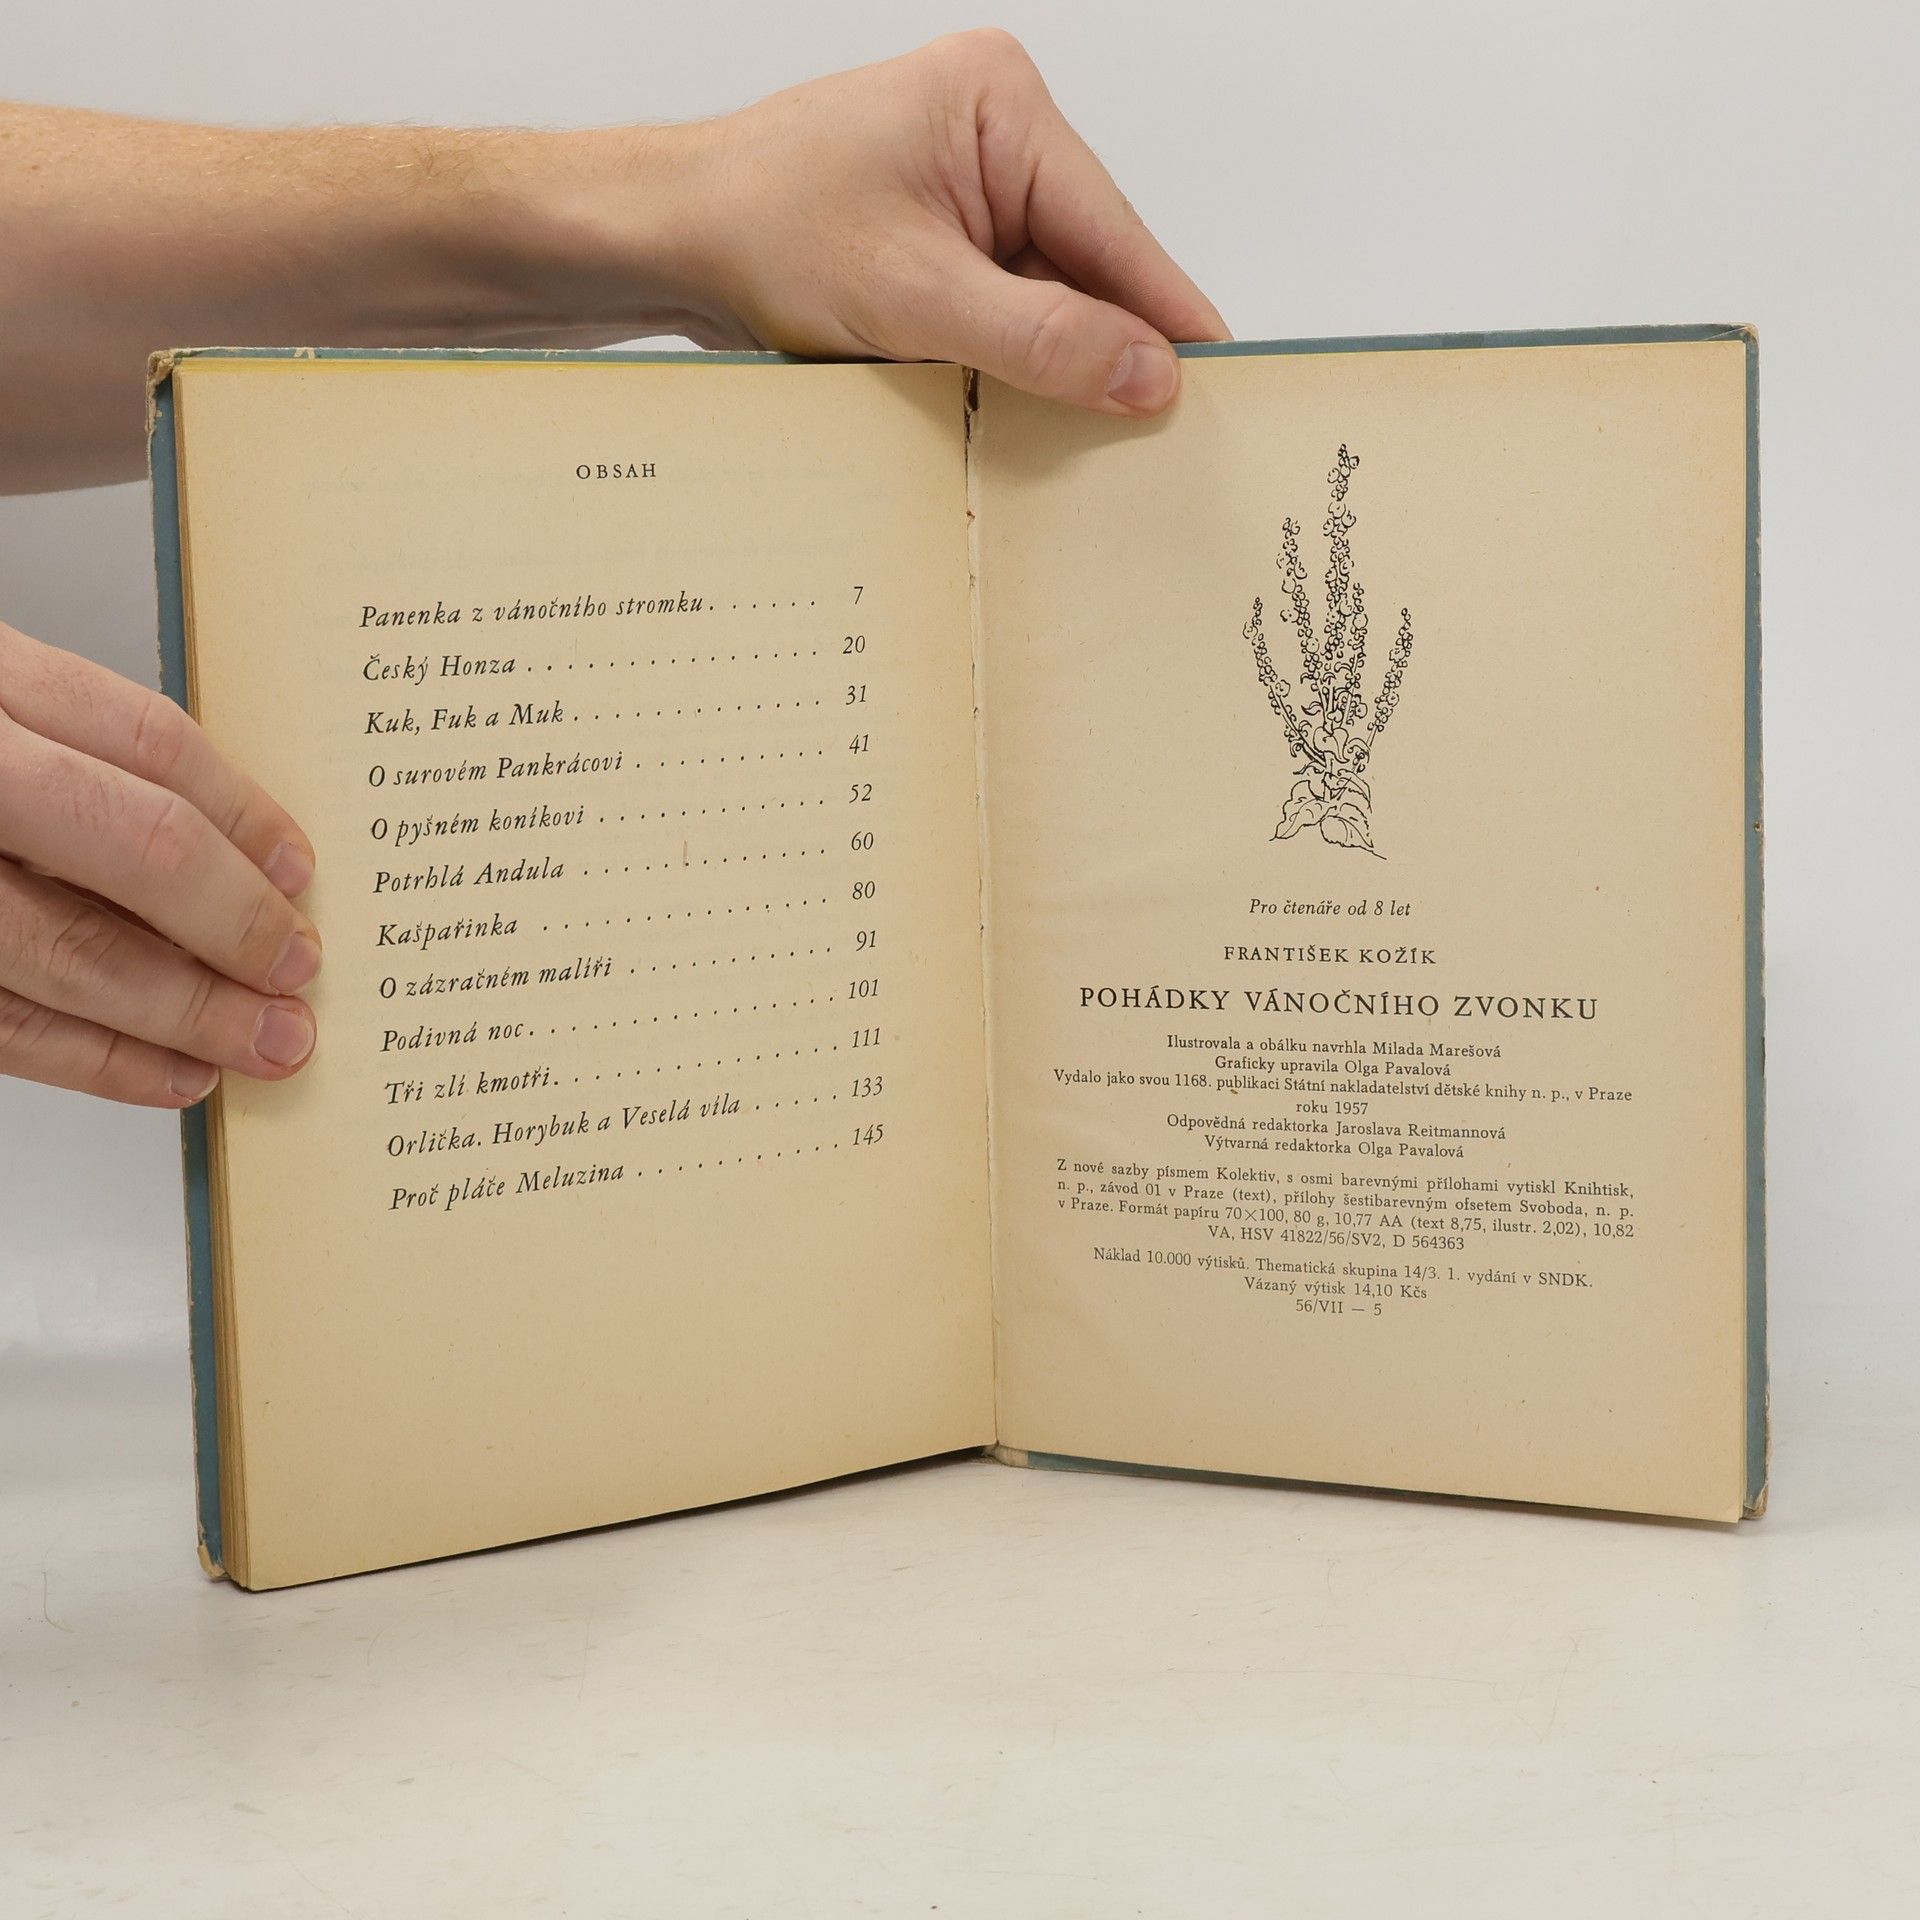 OBSAH
Panenka z vánočního stromku. . . . . . 7
Český Honza . . . . . . . . . . . . . . . 20
Kuk, Fuk a Muk . . . . . . . . . . . . . 31
O surovém Pankrácovi . . . . . . . . . . 41
O pyšném koníkovi . . . . . . . . . . . . 52
Potrhlá Andula . . . . . . . . . . . . . 60
Kašpařinka . . . . . . . . . . . . . . . 80
O zázračném malíři . . . . . . . . . . . 91
Podivná noc. . . . . . . . . . . . . . . . 101
Tři zlí kmotři. . . . . . . . . . . . . . . 111
Orlička. Horybuk a Veselá víla . . . . . 133
Proč pláče Meluzina . . . . . . . . . . . 145
Pro čtenáře od 8 let
FRANTIŠEK KOŽÍK
POHÁDKY VÁNOČNÍHO ZVONKU
Ilustrovala a obálku navrhla Milada Marešová
Graficky upravila Olga Pavalová
Vydalo jako svou 1168. publikaci Státní nakladatelství dětské knihy n. p., v Praze
roku 1957
Odpovědná redaktorka Jaroslava Reitmannová
Výtvarná redaktorka Olga Pavalová
Z nové sazby písmem Kolektiv, s osmi barevnými přílohami vytiskl Knihtisk,
n. p., závod 01 v Praze (text), přílohy šestibarevným ofsetem Svoboda, n. p.
v Praze. Formát papíru 70×100, 80 g, 10,77 AA (text 8,75, ilustr. 2,02), 10,82
VA, HSV 41822/56/SV2, D 564363
Náklad 10.000 výtisků. Thematická skupina 14/3. 1. vydání v SNDK.
Vázaný výtisk 14,10 Kčs
56/VII — 5